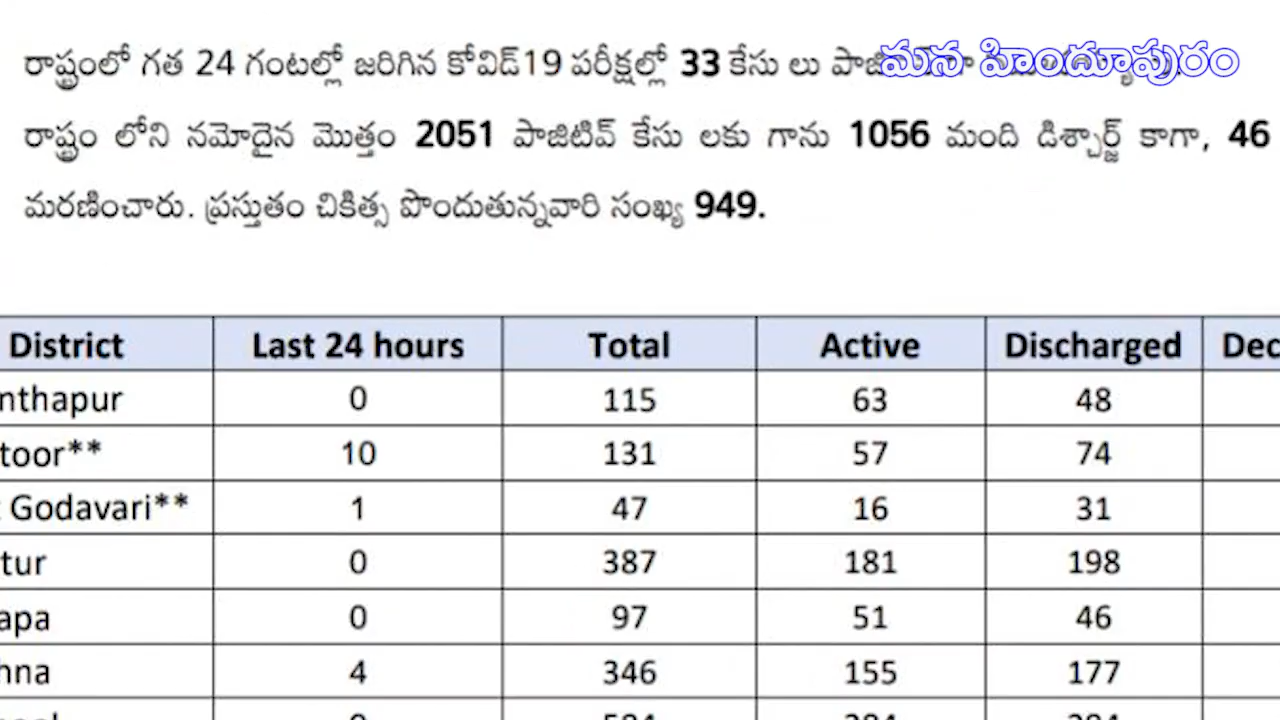 రాష్ట్రంలో గత 24 గంటల్లో జరిగిన కోవిడ్19 పరీక్షల్లో 33 కేసు లు
మన హిందూపురం
రాష్ట్రం లోని నమోదైన మొత్తం 2051 పాజిటివ్ కేసు లకు గాను 1056 మంది డిశ్చార్జ్ కాగా, 46
మరణించారు. ప్రస్తుతం చికిత్స పొందుతున్నవారి సంఖ్య 949.
District Last 24 hours Total Active Discharged Dec
nthapur 0 115 63 48
toor** 10 131 57 74
Godavari** 1 47 16 31
tur 0 387 181 198
apa 0 97 51 46
hna 4 346 155 177